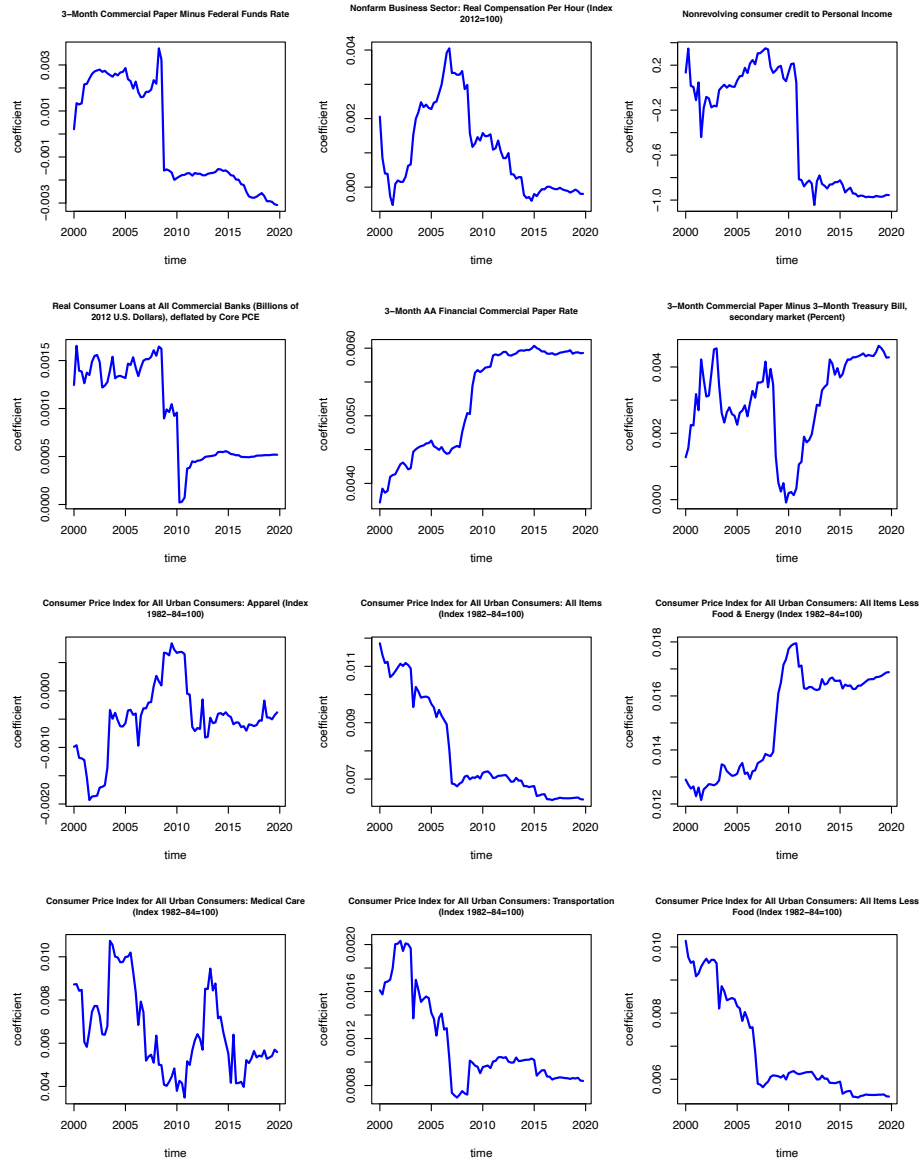 3−Month Commercial Paper Minus Federal Funds Rate
coefficient
0.003
0.001
−0.001
−0.003
2000 2005 2010 2015 2020
time
Nonfarm Business Sector: Real Compensation Per Hour (Index
2012=100)
coefficient
0.004
0.002
0.000
2000 2005 2010 2015 2020
time
Nonrevolving consumer credit to Personal Income
coefficient
0.2
−0.2
−0.6
−1.0
2000 2005 2010 2015 2020
time
Real Consumer Loans at All Commercial Banks (Billions of
2012 U.S. Dollars), deflated by Core PCE
coefficient
0.0015
0.0010
0.0005
0.0000
2000 2005 2010 2015 2020
time
3−Month AA Financial Commercial Paper Rate
coefficient
0.0060
0.0050
0.0040
2000 2005 2010 2015 2020
time
3−Month Commercial Paper Minus 3−Month Treasury Bill,
secondary market (Percent)
coefficient
0.004
0.002
0.000
2000 2005 2010 2015 2020
time
Consumer Price Index for All Urban Consumers: Apparel (Index
1982−84=100)
coefficient
0.0000
−0.0010
−0.0020
2000 2005 2010 2015 2020
time
Consumer Price Index for All Urban Consumers: All Items
(Index 1982−84=100)
coefficient
0.011
0.009
0.007
2000 2005 2010 2015 2020
time
Consumer Price Index for All Urban Consumers: All Items Less
Food & Energy (Index 1982−84=100)
coefficient
0.018
0.016
0.014
0.012
2000 2005 2010 2015 2020
time
Consumer Price Index for All Urban Consumers: Medical Care
(Index 1982−84=100)
coefficient
0.010
0.008
0.006
0.004
2000 2005 2010 2015 2020
time
Consumer Price Index for All Urban Consumers: Transportation
(Index 1982−84=100)
coefficient
0.0020
0.0016
0.0012
0.0008
2000 2005 2010 2015 2020
time
Consumer Price Index for All Urban Consumers: All Items Less
Food (Index 1982−84=100)
coefficient
0.010
0.008
0.006
2000 2005 2010 2015 2020
time